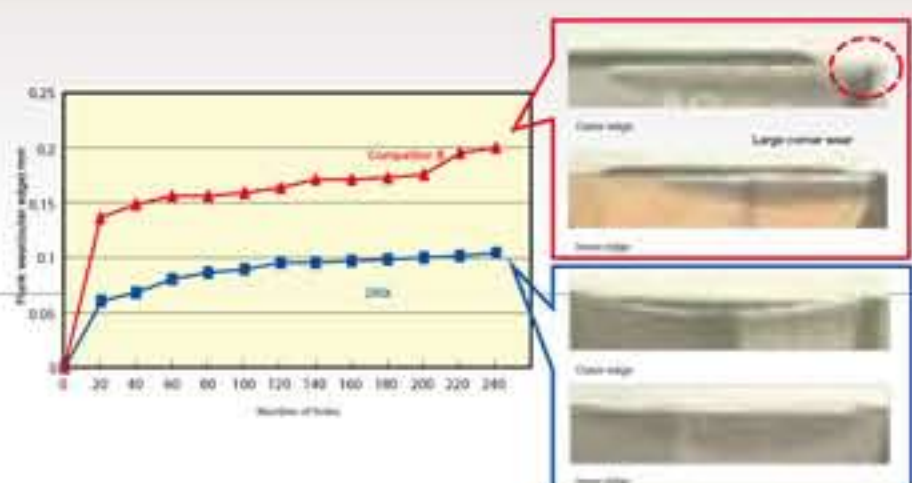 0.25
0.2
0.15
0.1
0.05
0
0 20 40 60 80 100 120 140 160 180 200 220 240
Number of holes
Flank wear(outer edge) mm
Competitor
Outer edge
Large corner wear
Inner edge
Outer edge
Inner edge